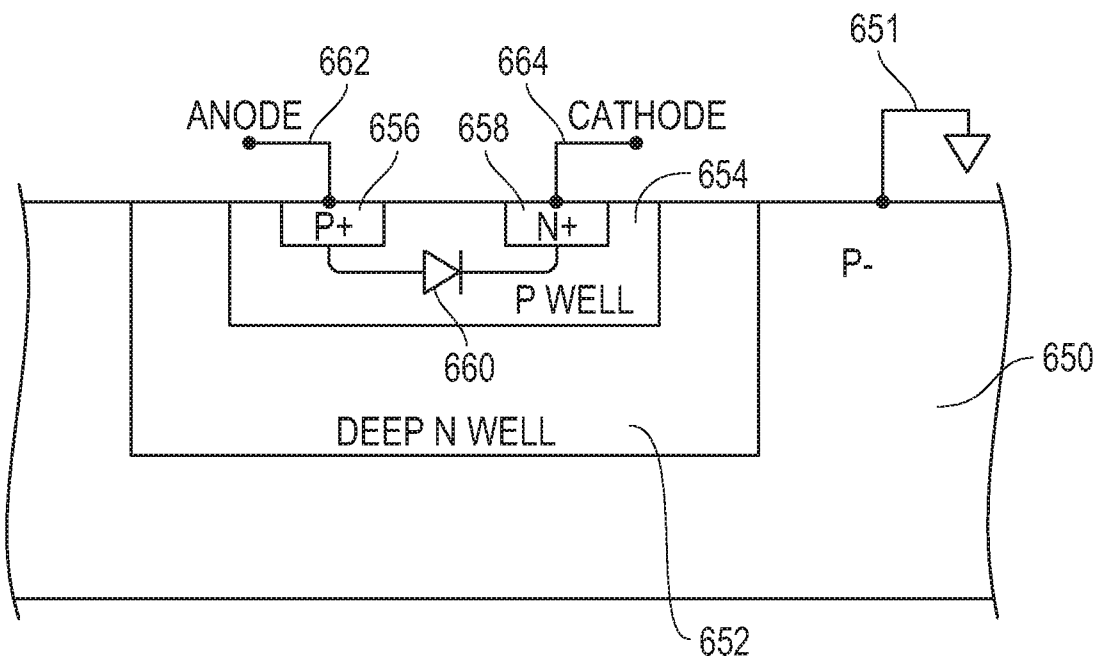 651
662
664
ANODE
CATHODE
656
658
654
P+
N+
P-
P WELL
660
650
DEEP N WELL
652